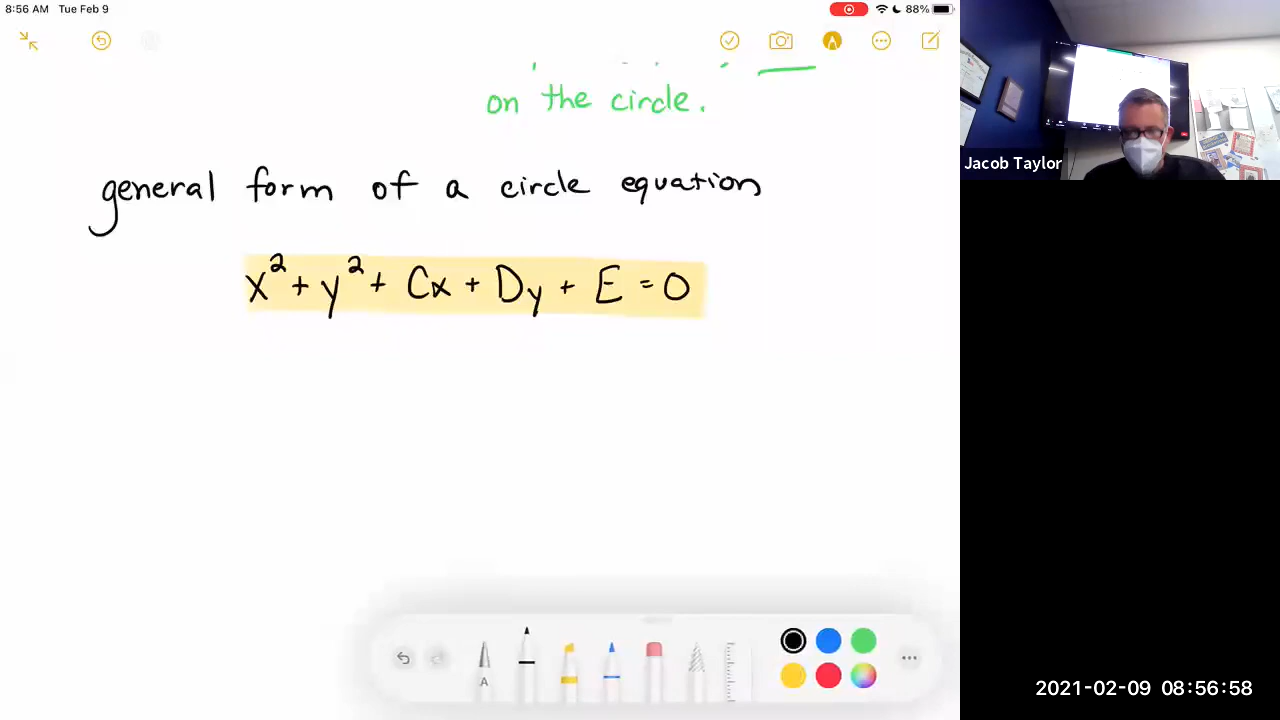 8:56 AM Tue Feb 9
88%
on the circle.
general form of a circle equation
x² + y² + Cx + Dy + E = 0
A
Jacob Taylor
2021-02-09 08:56:58